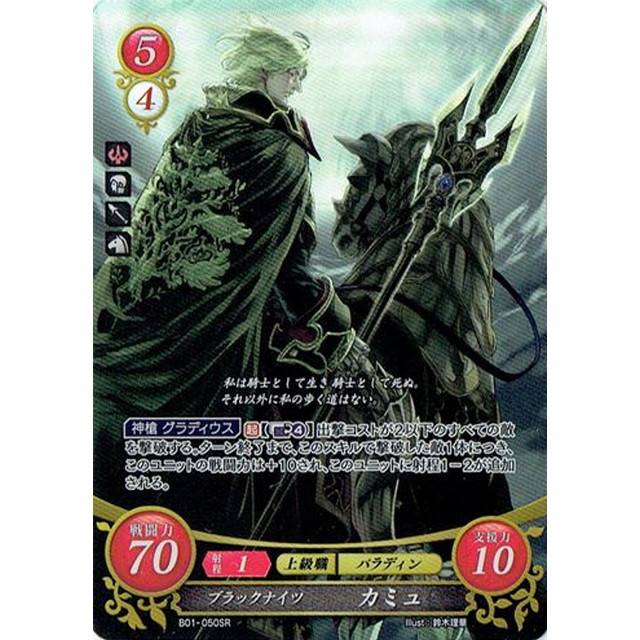 5
4
私は騎士として生き 騎士として死ぬ。
それ以外に私の歩く道はない。
神槍 グラディウス 起【(4)】出撃コストが2以下のすべての敵
を撃破する。ターン終了まで、このスキルで撃破した敵1体につき、
このユニットの戦闘力は+10され、このユニットに射程1-2が追加
される。
戦闘力
70
射程 1 上級職 パラディン
支援力
10
ブラックナイツ カミュ
B01-050SR Illust:鈴木理華